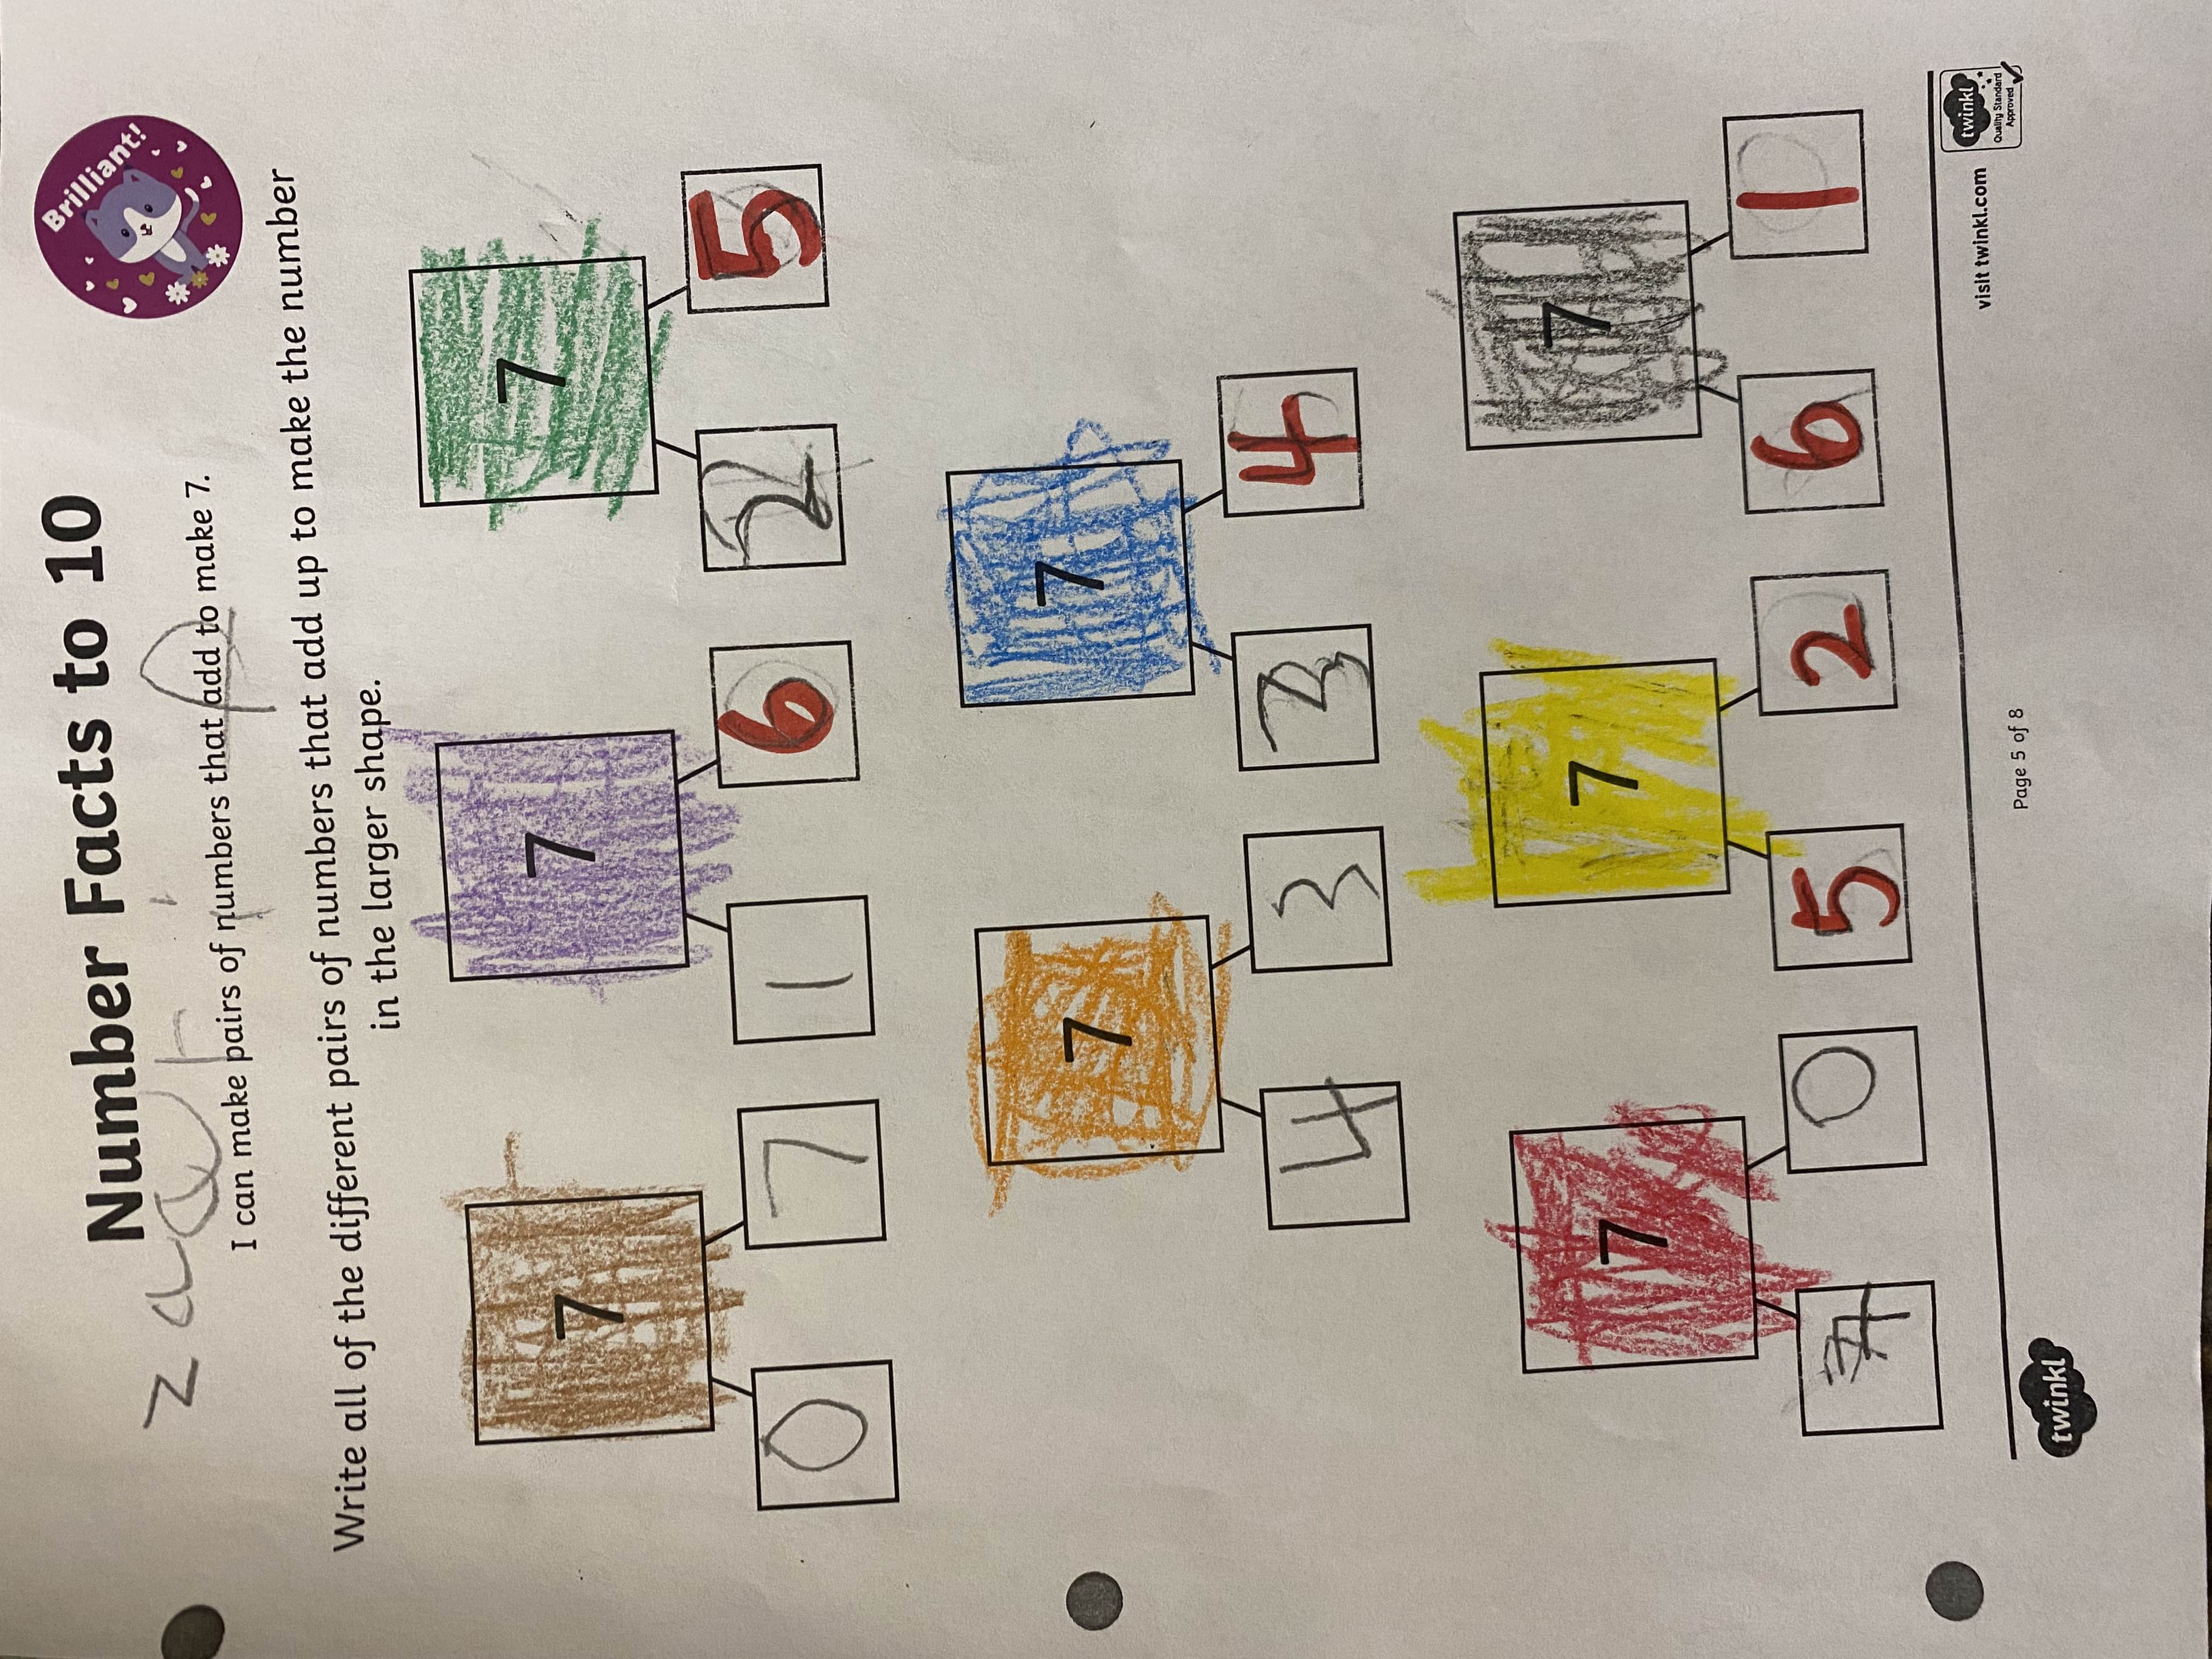 Number Facts to 10
Brilliant!
I can make pairs of numbers that add to make 7.
Write all of the different pairs of numbers that add up to make the number
in the larger shape.
7 7 7
0 7 1 6 2 5
7 7
4 3 3 4
7 7 7
7 0 5 2 6 1
visit twinkl.com
twinkl
Quality Standard
Approved
Page 5 of 8
twinkl